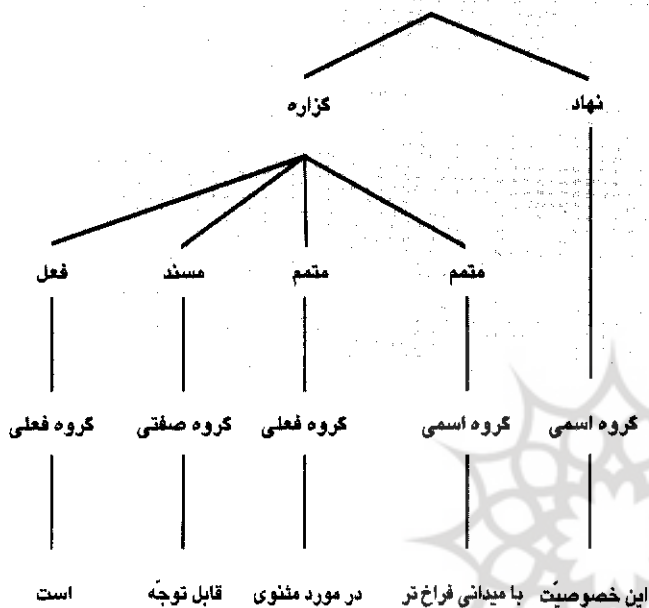 نهاد گزاره
متمم متمم مسند فعل
گروه اسمی گروه اسمی گروه فعلی گروه صفتی گروه فعلی
این خصوصیّت با میدانی فراخ‌تر در مورد مثنوی قابل توجّه است